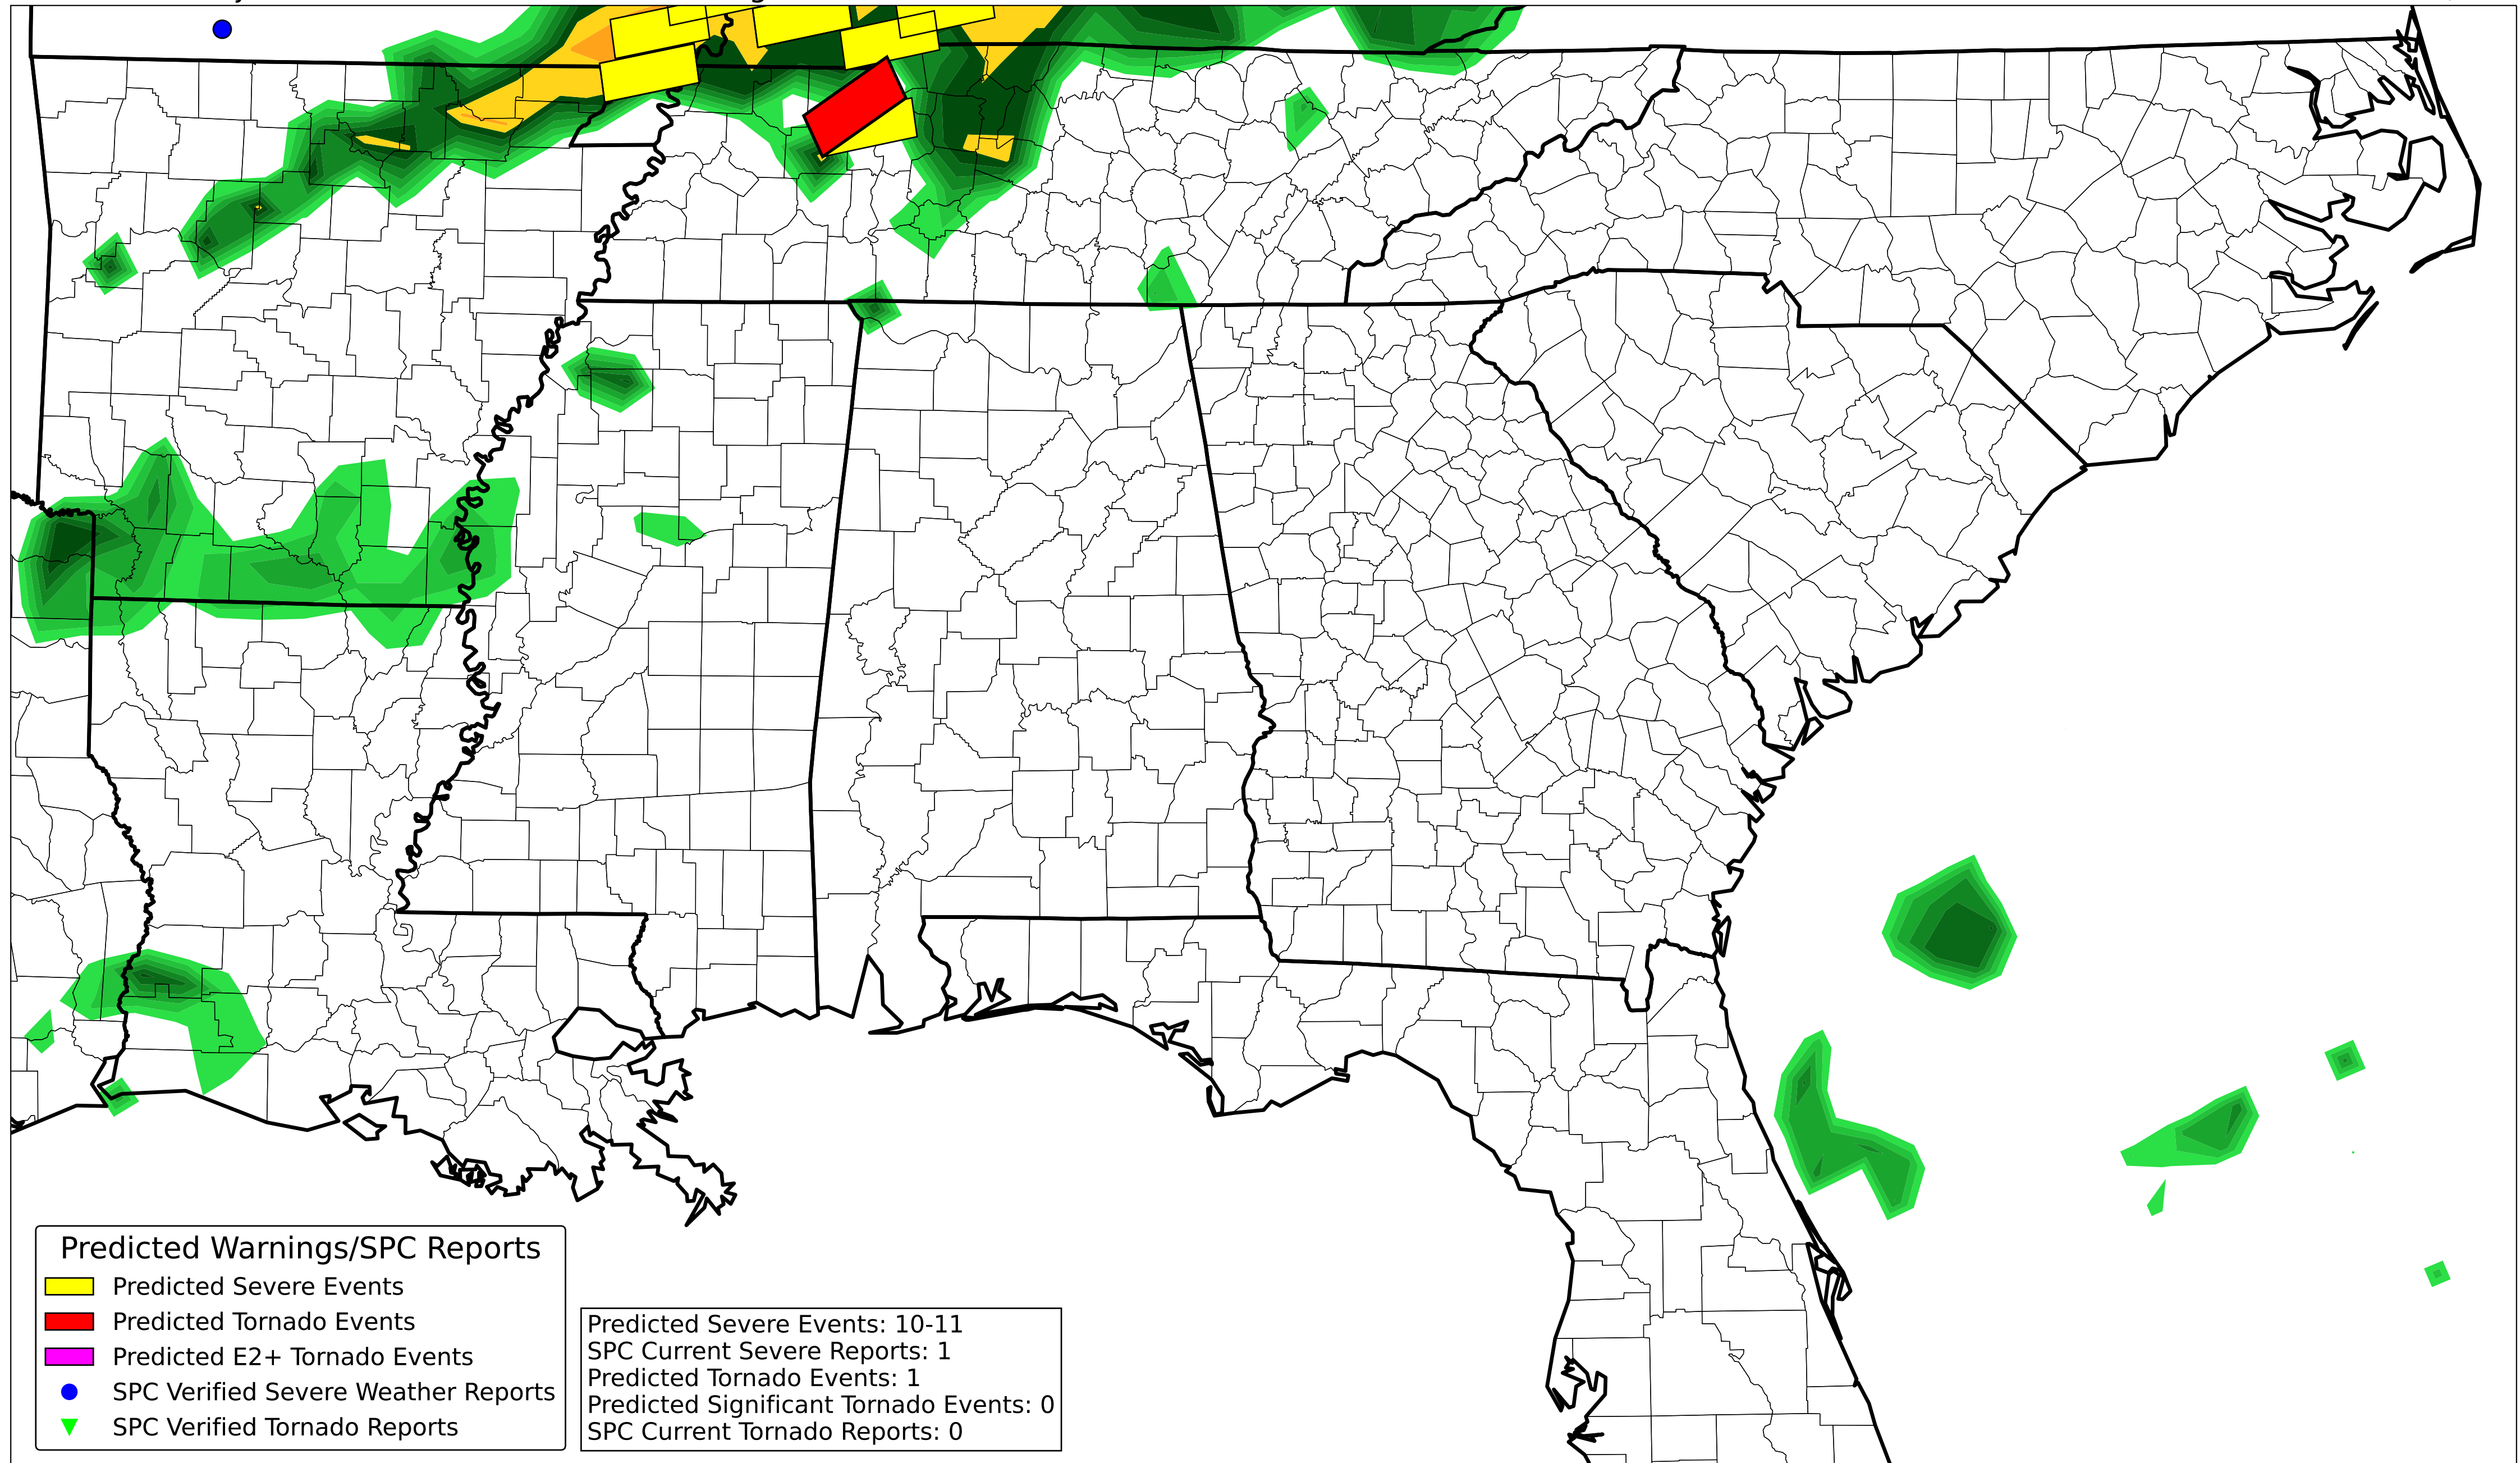 Predicted Warnings/SPC Reports
Predicted Severe Events
Predicted Tornado Events
Predicted E2+ Tornado Events
SPC Verified Severe Weather Reports
SPC Verified Tornado Reports
Predicted Severe Events: 10-11
SPC Current Severe Reports: 1
Predicted Tornado Events: 1
Predicted Significant Tornado Events: 0
SPC Current Tornado Reports: 0